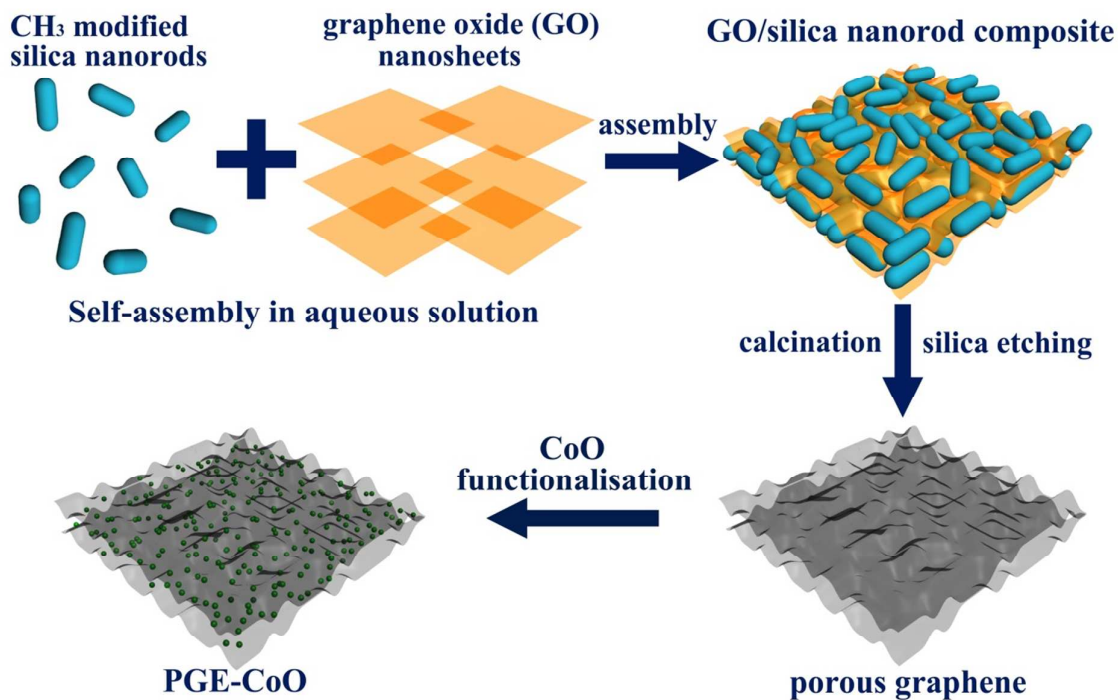 CH₃ modified
silica nanorods
graphene oxide (GO)
nanosheets
assembly
GO/silica nanorod composite
Self-assembly in aqueous solution
calcination
silica etching
CoO
functionalisation
PGE-CoO
porous graphene